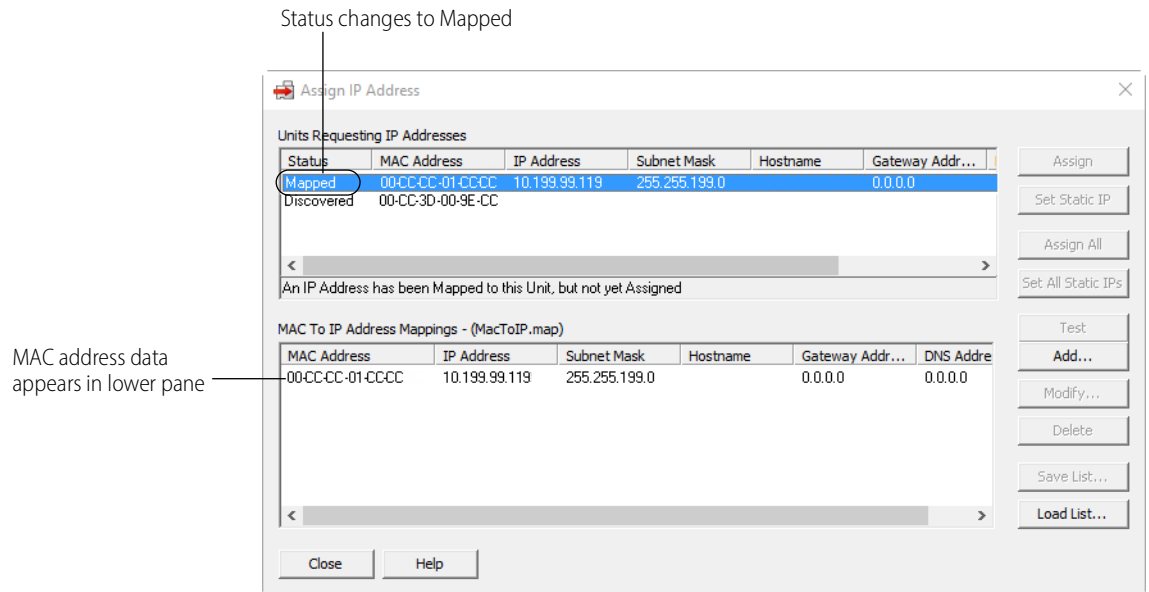 Status changes to Mapped
Assign IP Address
Units Requesting IP Addresses
Status MAC Address IP Address Subnet Mask Hostname Gateway Addr...
Mapped 00-CC-CC-01-CC-CC 10.199.99.119 255.255.199.0 0.0.0.0
Discovered 00-CC-3D-00-9E-CC
An IP Address has been Mapped to this Unit, but not yet Assigned
Assign
Set Static IP
Assign All
Set All Static IPs
MAC To IP Address Mappings - (MacToIP.map)
MAC Address IP Address Subnet Mask Hostname Gateway Addr... DNS Addre
00-CC-CC-01-CC-CC 10.199.99.119 255.255.199.0 0.0.0.0 0.0.0.0
MAC address data
appears in lower pane
Test
Add...
Modify...
Delete
Save List...
Load List...
Close Help